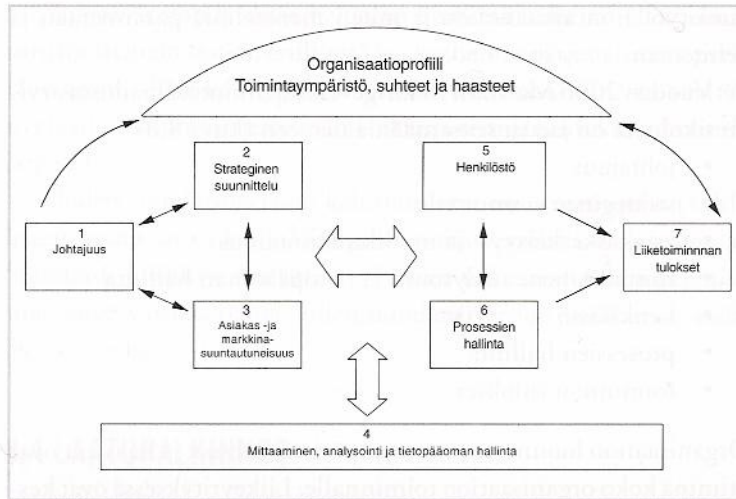 Organisaatioprofiili
Toimintaympäristö, suhteet ja haasteet
2
Strateginen
suunnittelu
5
Henkilöstö
1
Johtajuus
7
Liiketoiminnnan
tulokset
3
Asiakas -ja
markkina-
suuntautuneisuus
6
Prosessien
hallinta
4
Mittaaminen, analysointi ja tietopääoman hallinta